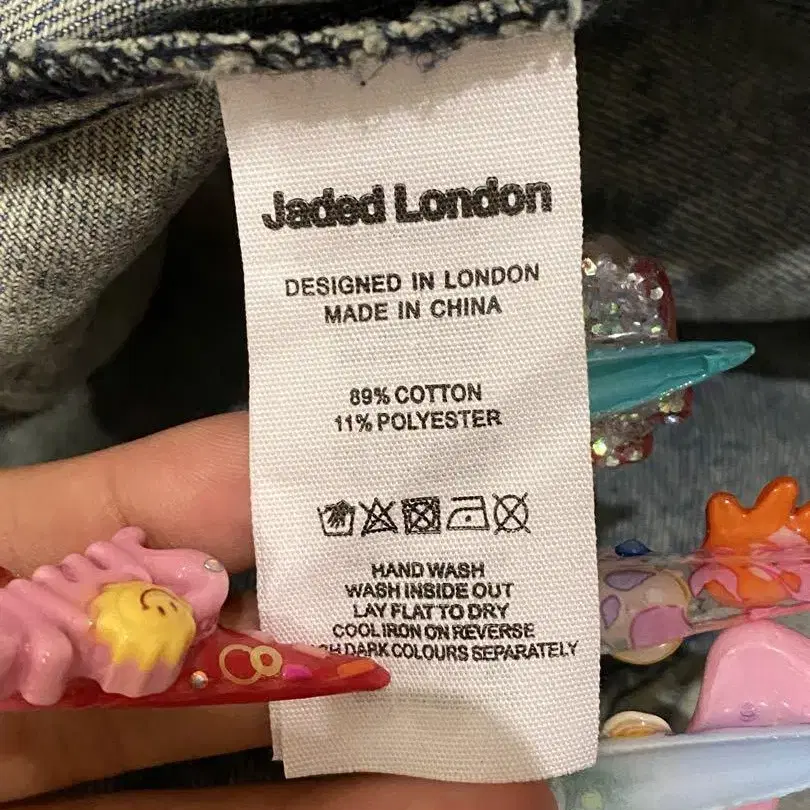 Jaded London
DESIGNED IN LONDON
MADE IN CHINA
89% COTTON
11% POLYESTER
HAND WASH
WASH INSIDE OUT
LAY FLAT TO DRY
COOL IRON ON REVERSE
DARK COLOURS SEPARATELY